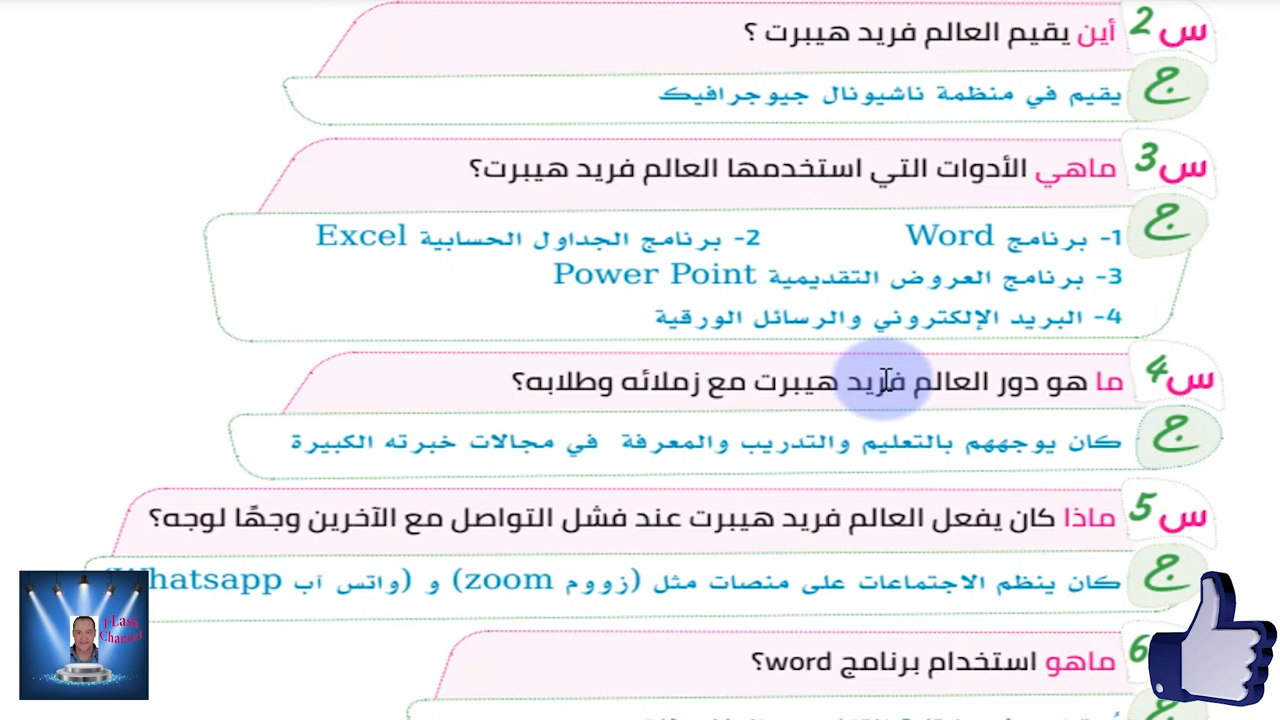 س2 أين يقيم العالم فريد هيبرت ؟
ج يقيم في منظمة ناشيونال جيوجرافيك
س3 ماهي الأدوات التي استخدمها العالم فريد هيبرت؟
ج 1- برنامج Word 2- برنامج الجداول الحسابية Excel
3- برنامج العروض التقديمية Power Point
4- البريد الإلكتروني والرسائل الورقية
س4 ما هو دور العالم فريد هيبرت مع زملائه وطلابه؟
ج كان يوجههم بالتعليم والتدريب والمعرفة في مجالات خبرته الكبيرة
س5 ماذا كان يفعل العالم فريد هيبرت عند فشل التواصل مع الآخرين وجهًا لوجه؟
ج كان ينظم الاجتماعات على منصات مثل (زووم zoom) و (واتس آب Whatsapp)
6 ماهو استخدام برنامج word؟
ج
FLash
Channel